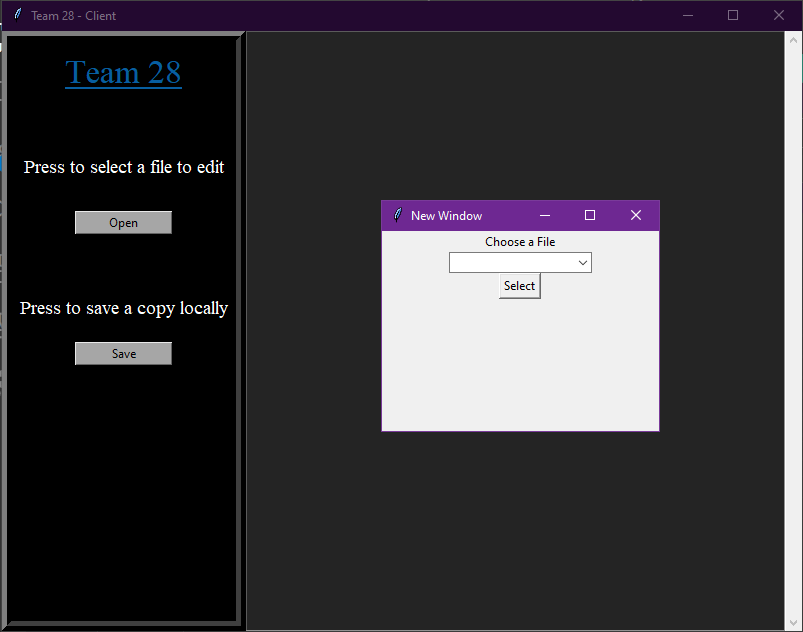 Team 28 - Client
Team 28
Press to select a file to edit
Open
Press to save a copy locally
Save
New Window
Choose a File
Select